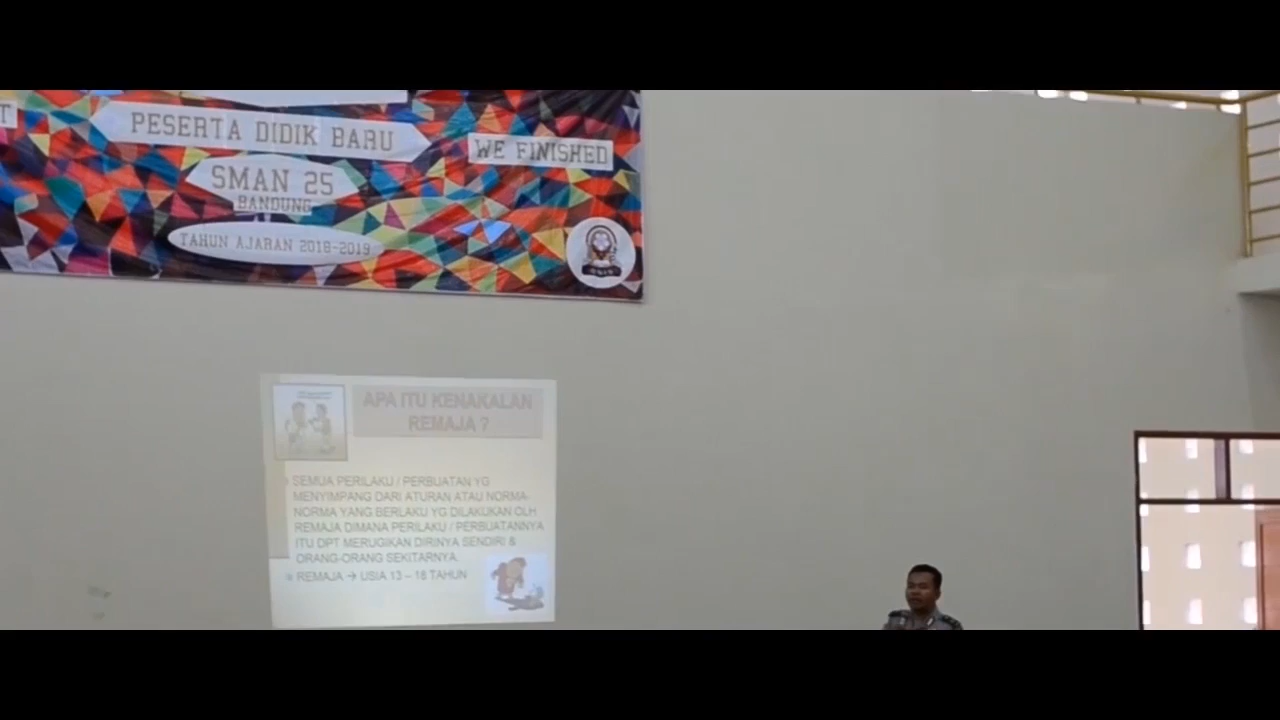 T
PESERTA DIDIK BARU
WE FINISHED
SMAN 25
BANDUNG
TAHUN AJARAN 2018-2019
OSIS
APA ITU KENAKALAN
REMAJA ?
SEMUA PERILAKU / PERBUATAN YG
MENYIMPANG DARI ATURAN ATAU NORMA-
NORMA YANG BERLAKU YG DILAKUKAN OLH
REMAJA DIMANA PERILAKU / PERBUATANNYA
ITU DPT MERUGIKAN DIRINYA SENDIRI &
ORANG-ORANG SEKITARNYA.
REMAJA → USIA 13 – 18 TAHUN